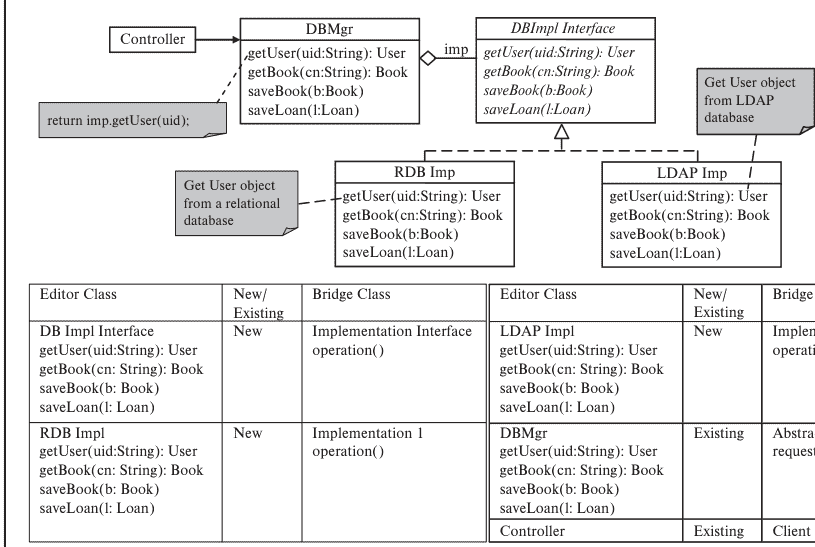 Controller
DBMgr
getUser(uid:String): User
getBook(cn:String): Book
saveBook(b:Book)
saveLoan(l:Loan)
imp
DBImpl Interface
getUser(uid:String): User
getBook(cn:String): Book
saveBook(b:Book)
saveLoan(l:Loan)
return imp.getUser(uid);
Get User object
from LDAP
database
Get User object
from a relational
database
RDB Imp
getUser(uid:String): User
getBook(cn:String): Book
saveBook(b:Book)
saveLoan(l:Loan)
LDAP Imp
getUser(uid:String): User
getBook(cn:String): Book
saveBook(b:Book)
saveLoan(l:Loan)
Editor Class
New/
Existing
Bridge Class
DB Impl Interface
getUser(uid:String): User
getBook(cn: String): Book
saveBook(b: Book)
saveLoan(l: Loan)
New
Implementation Interface
operation()
RDB Impl
getUser(uid:String): User
getBook(cn: String): Book
saveBook(b: Book)
saveLoan(l: Loan)
New
Implementation 1
operation()
Editor Class
New/
Existing
Bridge
LDAP Impl
getUser(uid:String): User
getBook(cn: String): Book
saveBook(b: Book)
saveLoan(l: Loan)
New
DBMgr
getUser(uid:String): User
getBook(cn: String): Book
saveBook(b: Book)
saveLoan(l: Loan)
Existing
Controller
Existing
Client